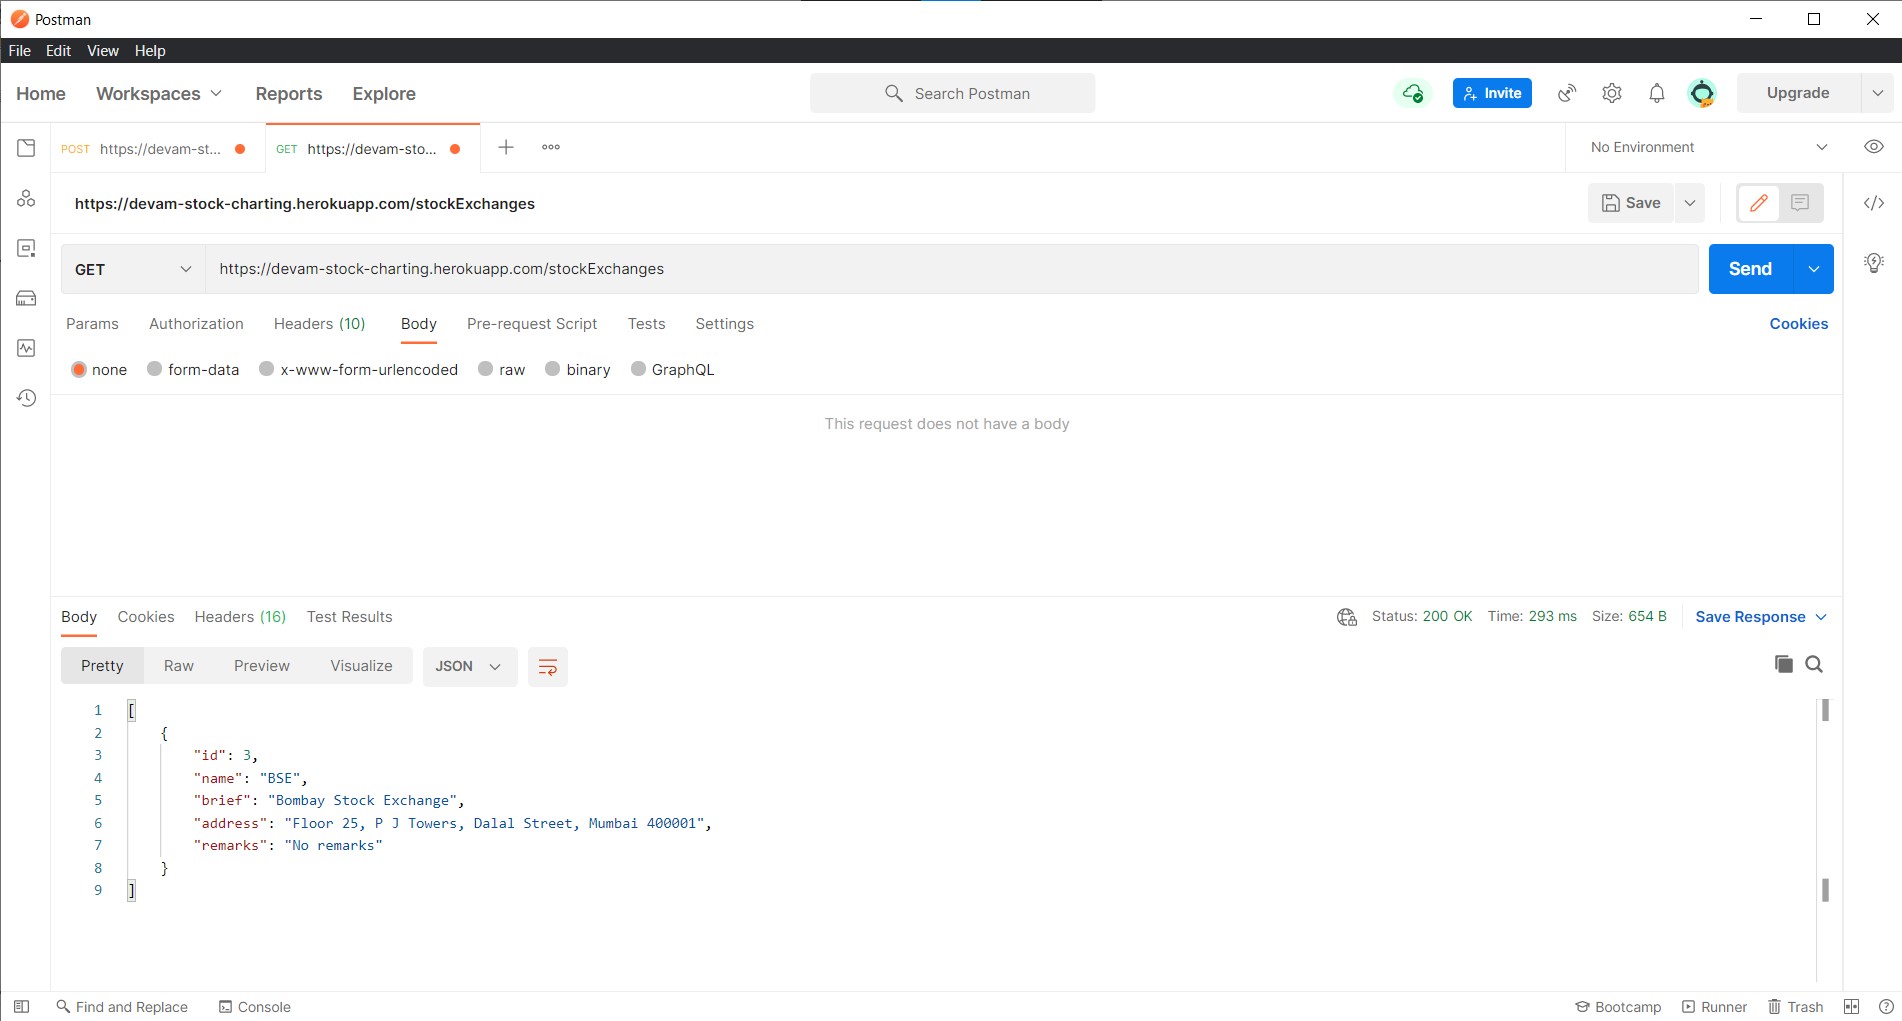 Postman
File Edit View Help
Home Workspaces Reports Explore Search Postman Invite Upgrade
POST https://devam-st... GET https://devam-sto... No Environment
https://devam-stock-charting.herokuapp.com/stockExchanges Save
GET https://devam-stock-charting.herokuapp.com/stockExchanges Send
Params Authorization Headers (10) Body Pre-request Script Tests Settings Cookies
none form-data x-www-form-urlencoded raw binary GraphQL
This request does not have a body
Body Cookies Headers (16) Test Results Status: 200 OK Time: 293 ms Size: 654 B Save Response
Pretty Raw Preview Visualize JSON
1 [
2 {
3 "id": 3,
4 "name": "BSE",
5 "brief": "Bombay Stock Exchange",
6 "address": "Floor 25, P J Towers, Dalal Street, Mumbai 400001",
7 "remarks": "No remarks"
8 }
9 ]
Find and Replace Console Bootcamp Runner Trash